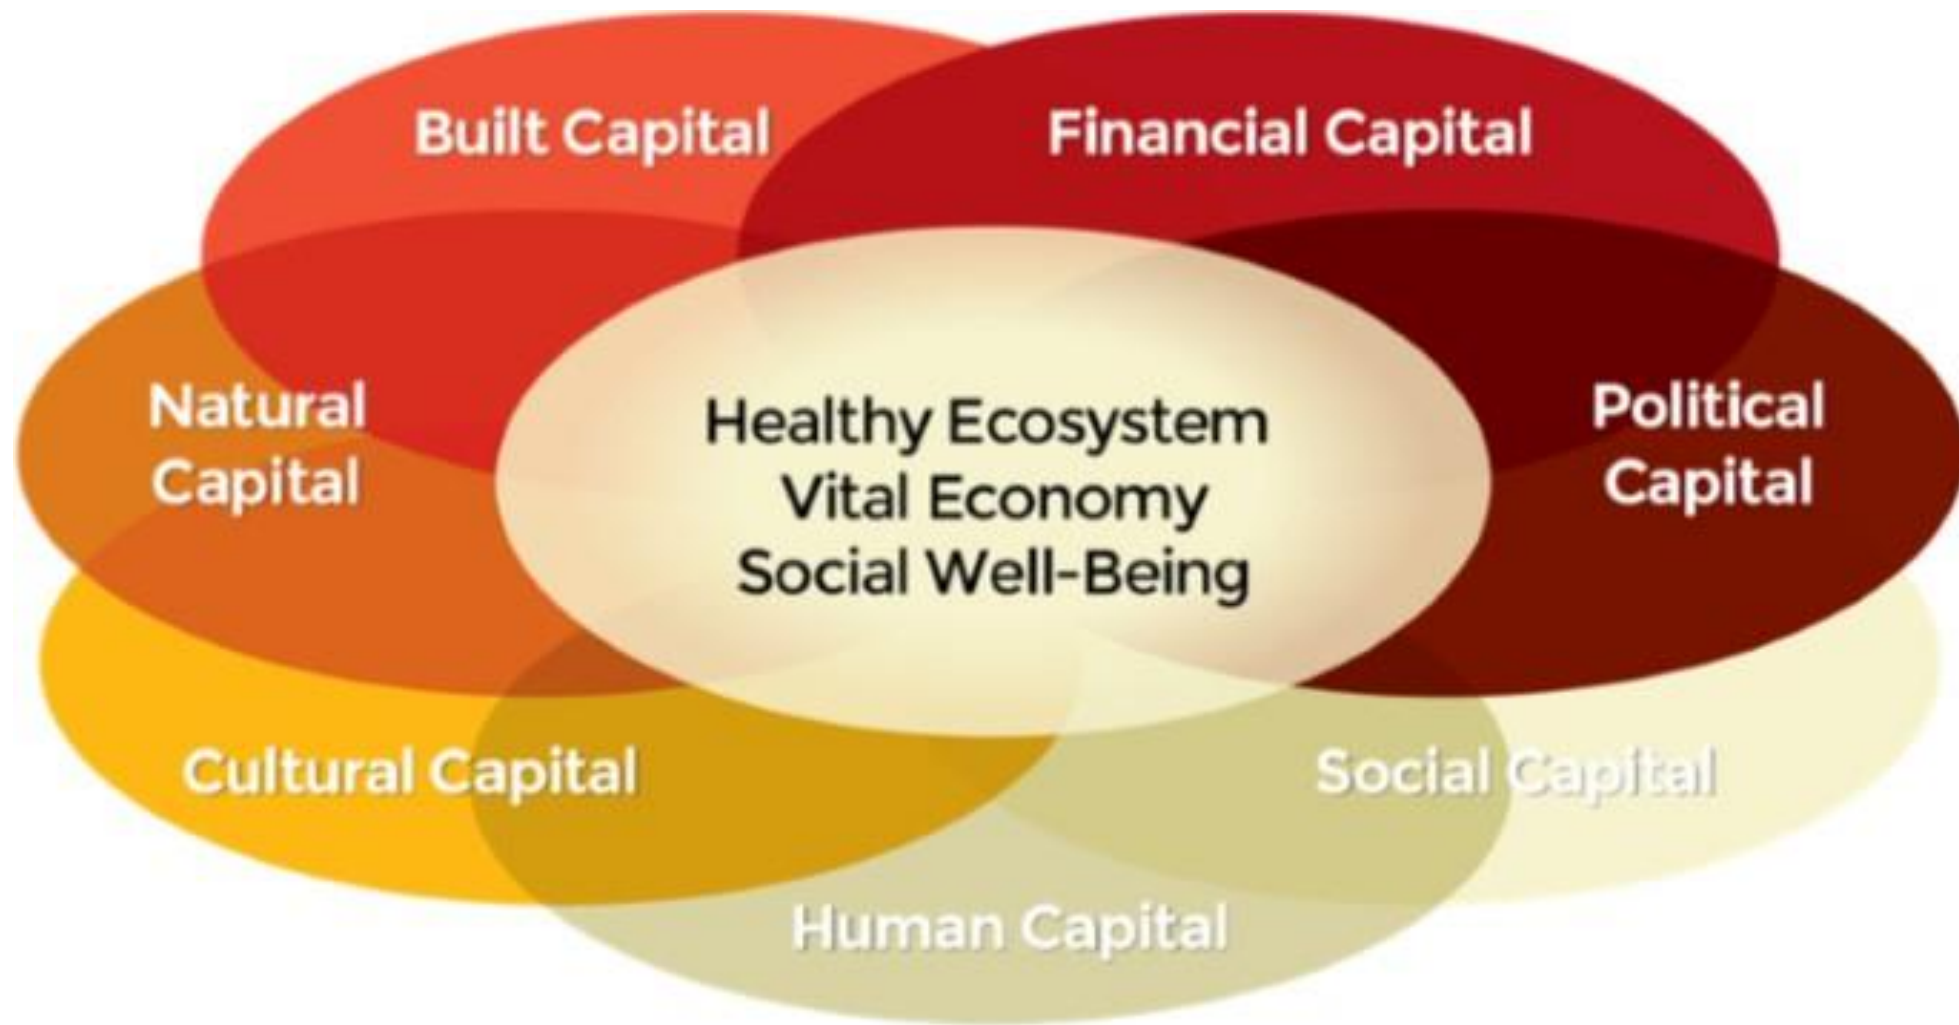 Built Capital
Financial Capital
Natural
Capital
Healthy Ecosystem
Vital Economy
Social Well-Being
Political
Capital
Cultural Capital
Social Capital
Human Capital